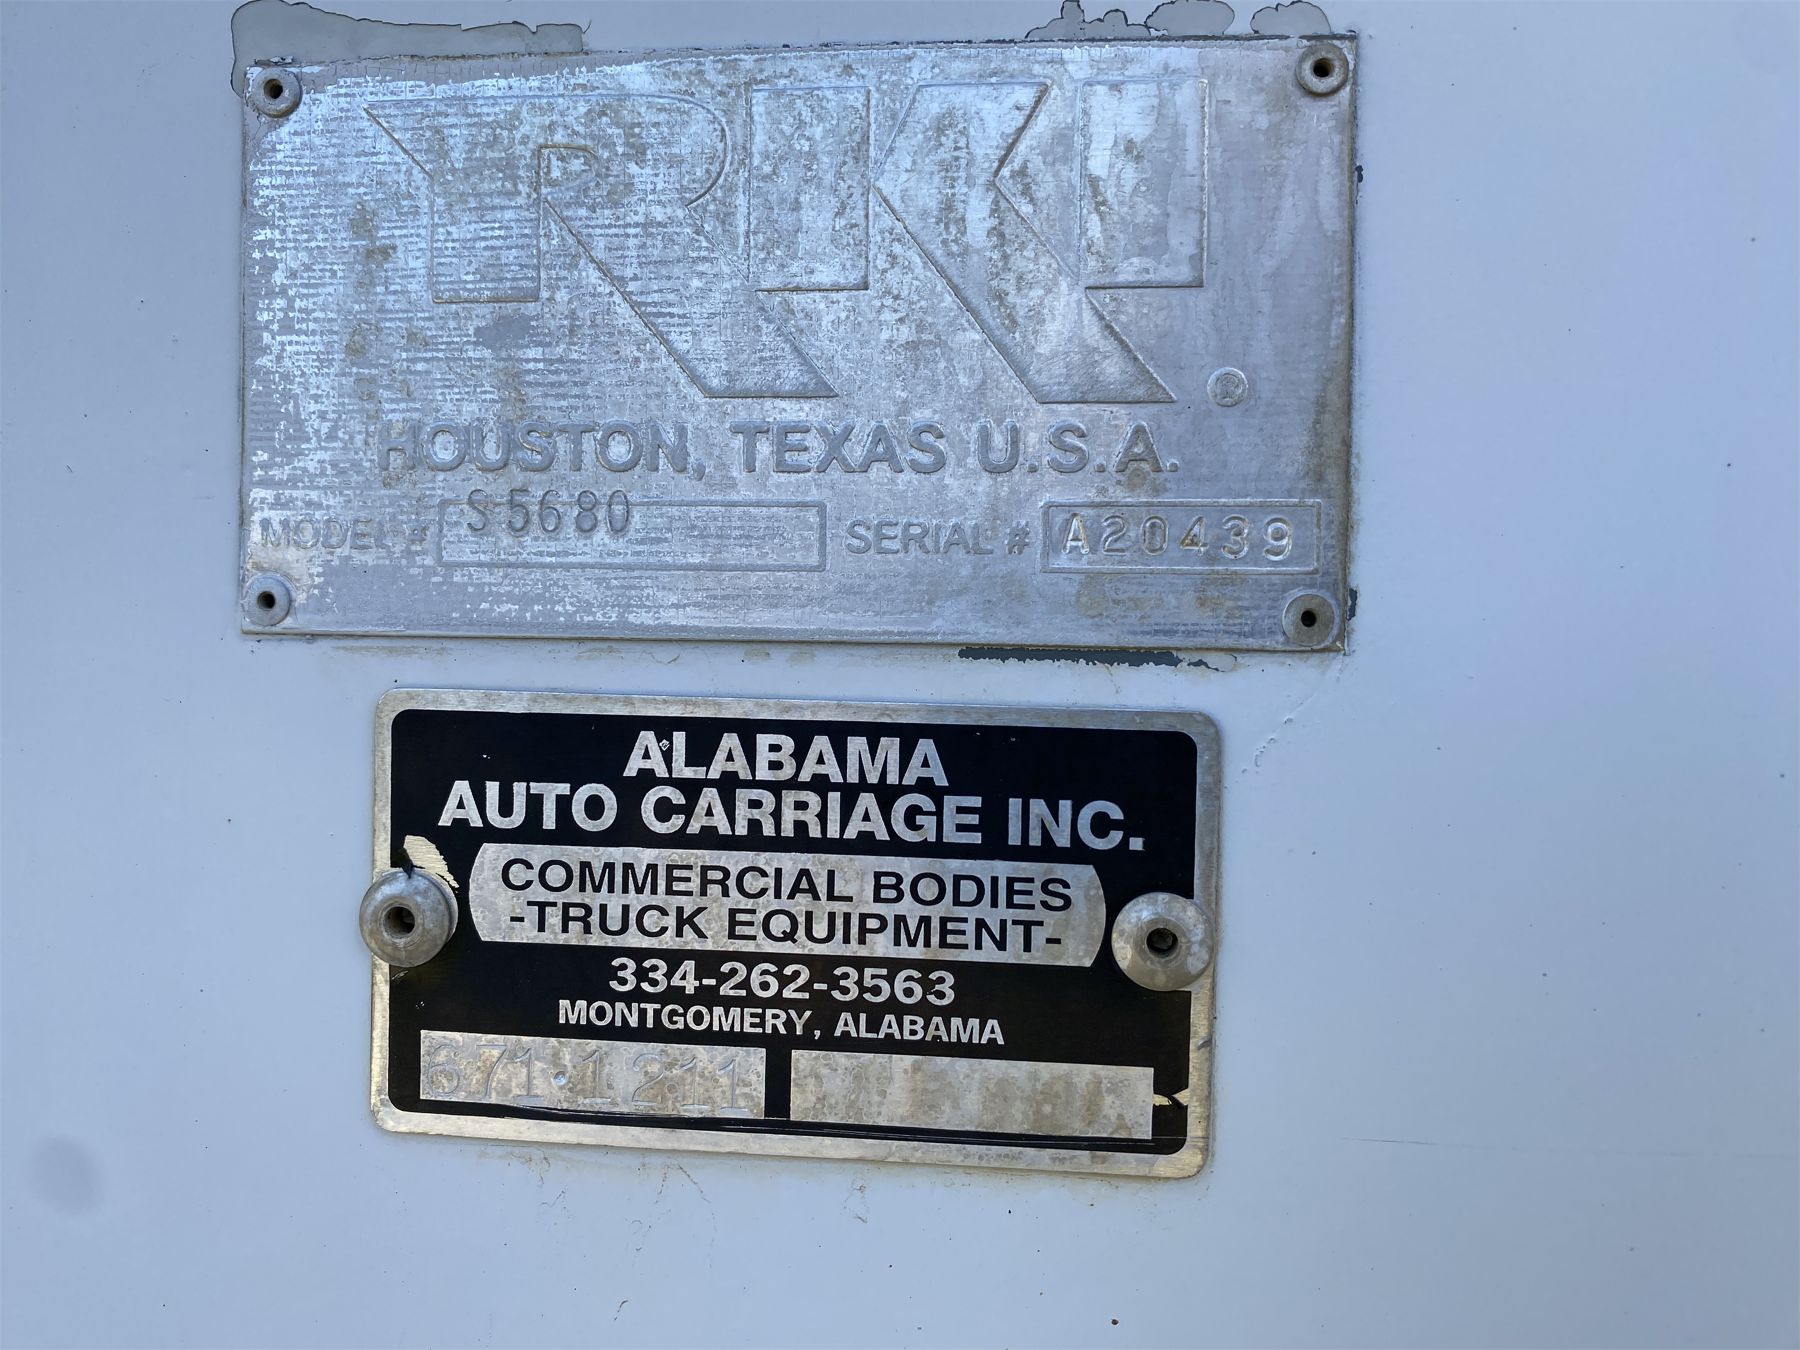 RKI ®
HOUSTON, TEXAS U.S.A.
MODEL # S5680 SERIAL # A20439
ALABAMA
AUTO CARRIAGE INC.
COMMERCIAL BODIES
-TRUCK EQUIPMENT-
334-262-3563
MONTGOMERY, ALABAMA
671·1211